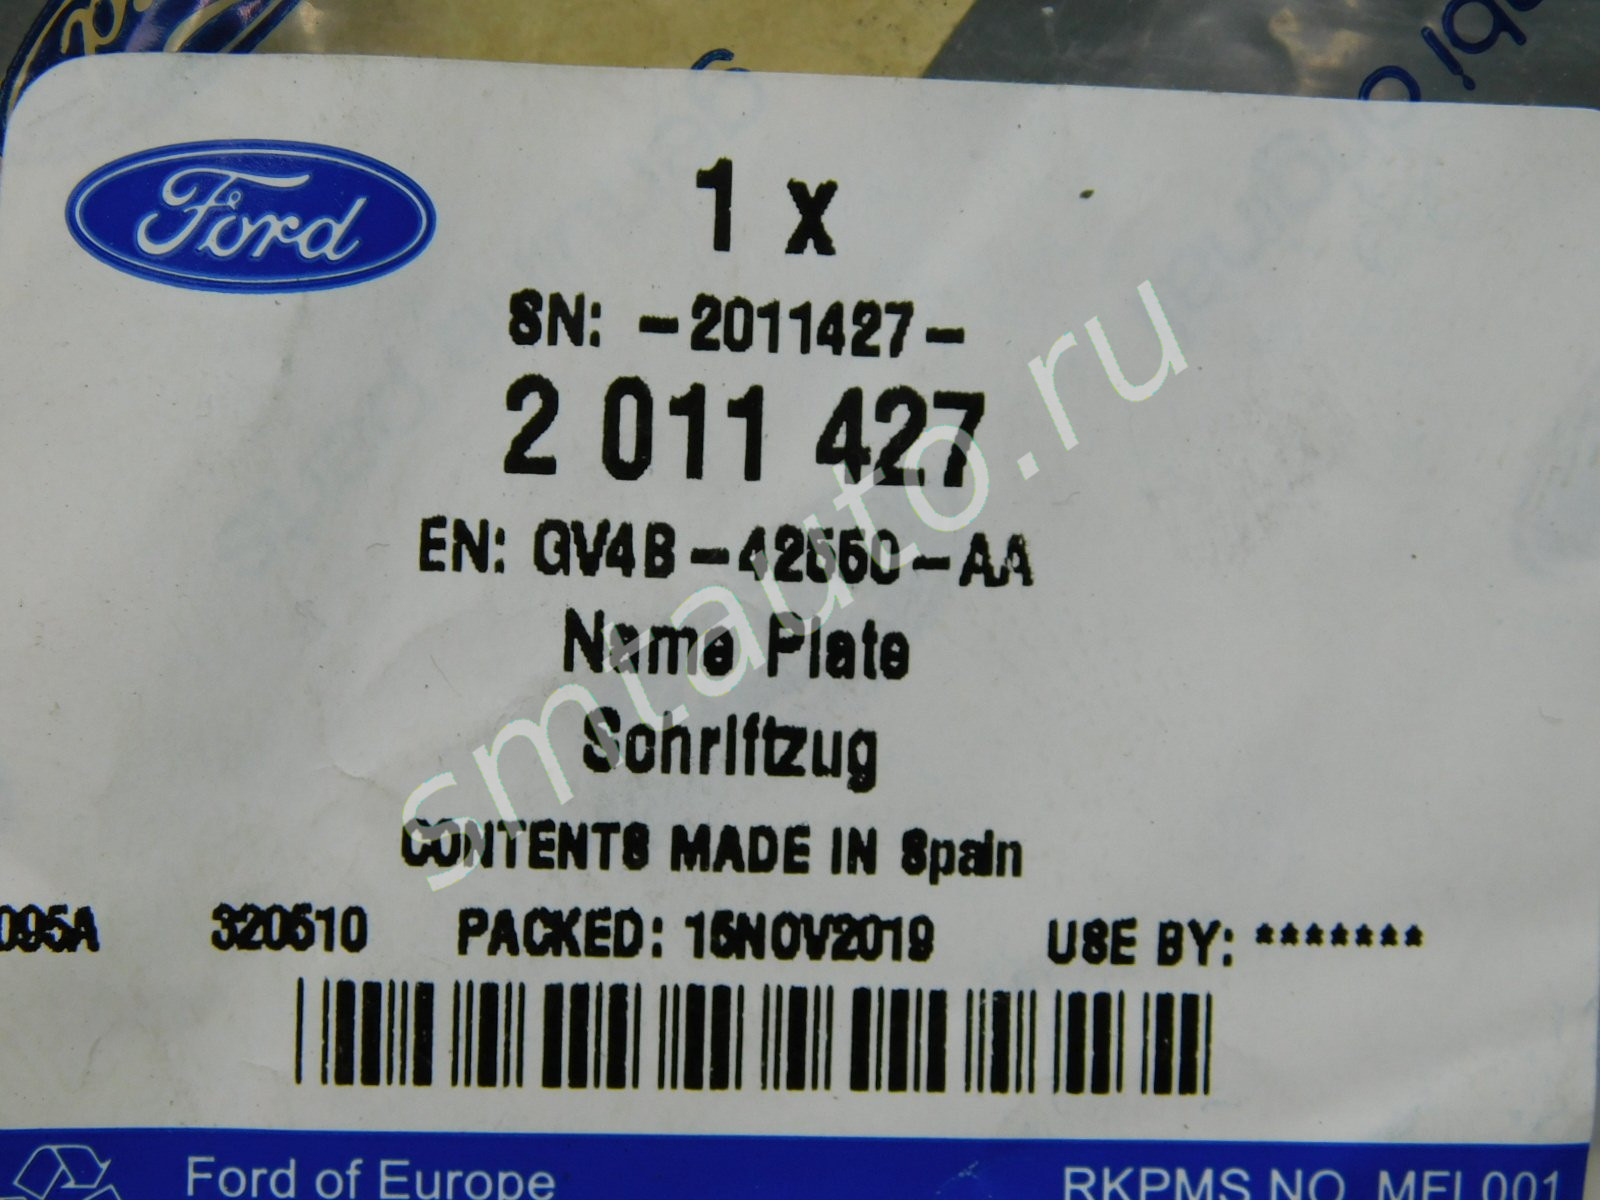 Ford
1 x
SN: -2011427-
2 011 427
EN: GV4B-42550-AA
Name Plate
Schriftzug
CONTENTS MADE IN Spain
095A 320510 PACKED: 15NOV2019 USE BY: *******
Ford of Europe RKPMS NO. MFL001
smtauto.ru